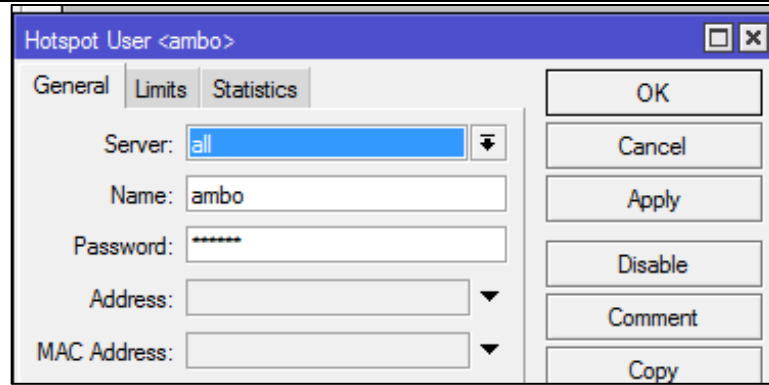 Hotspot User <ambo>
General Limits Statistics
Server: all
Name: ambo
Password: ******
Address:
MAC Address:
OK
Cancel
Apply
Disable
Comment
Copy